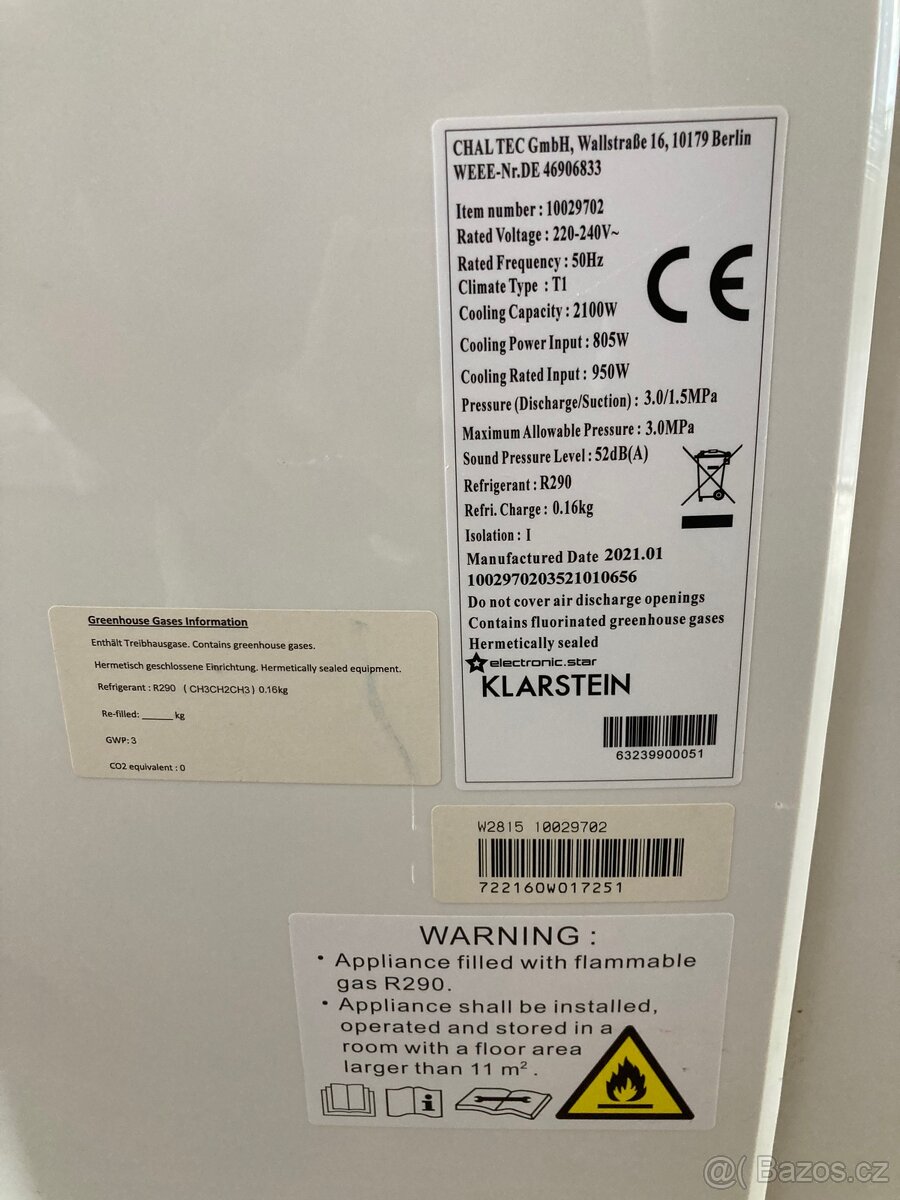 CHAL TEC GmbH, Wallstraße 16, 10179 Berlin
WEEE-Nr.DE 46906833
Item number : 10029702
Rated Voltage : 220-240V~
Rated Frequency : 50Hz
Climate Type : T1
Cooling Capacity : 2100W
Cooling Power Input : 805W
Cooling Rated Input : 950W
Pressure (Discharge/Suction) : 3.0/1.5MPa
Maximum Allowable Pressure : 3.0MPa
Sound Pressure Level : 52dB(A)
Refrigerant : R290
Refri. Charge : 0.16kg
Isolation : I
Manufactured Date 2021.01
1002970203521010656
Do not cover air discharge openings
Contains fluorinated greenhouse gases
Hermetically sealed
electronic.star
KLARSTEIN
63239900051
CE
Greenhouse Gases Information
Enthält Treibhausgase. Contains greenhouse gases.
Hermetisch geschlossene Einrichtung. Hermetically sealed equipment.
Refrigerant : R290 ( CH3CH2CH3 ) 0.16kg
Re-filled: ______ kg
GWP: 3
CO2 equivalent : 0
W2815 10029702
722160W017251
WARNING :
• Appliance filled with flammable
gas R290.
• Appliance shall be installed,
operated and stored in a
room with a floor area
larger than 11 m².
@( Bazos.cz